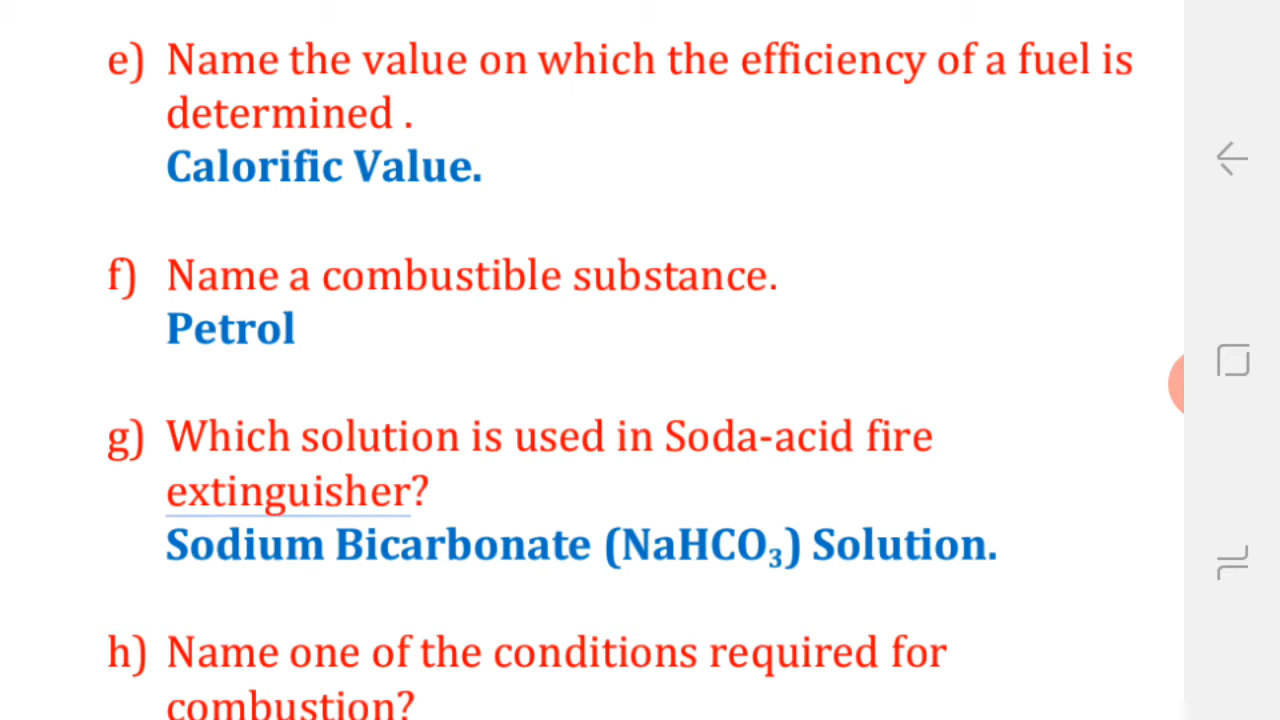 e) Name the value on which the efficiency of a fuel is
determined .
Calorific Value.
f) Name a combustible substance.
Petrol
g) Which solution is used in Soda-acid fire
extinguisher?
Sodium Bicarbonate (NaHCO₃) Solution.
h) Name one of the conditions required for
combustion?